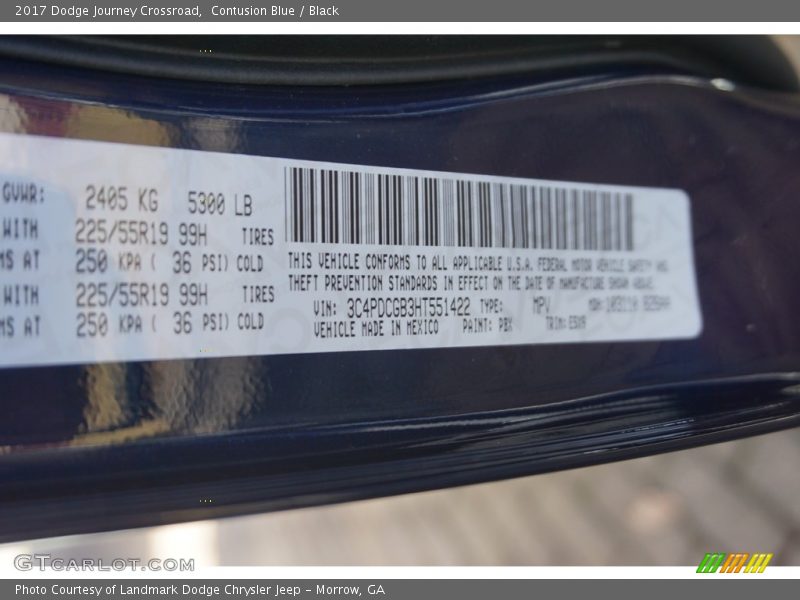 2017 Dodge Journey Crossroad, Contusion Blue / Black
GVWR: 2405 KG 5300 LB
WITH 225/55R19 99H TIRES
MS AT 250 KPA ( 36 PSI) COLD
WITH 225/55R19 99H TIRES
MS AT 250 KPA ( 36 PSI) COLD
THIS VEHICLE CONFORMS TO ALL APPLICABLE U.S.A. FEDERAL MOTOR VEHICLE SAFETY AND
THEFT PREVENTION STANDARDS IN EFFECT ON THE DATE OF MANUFACTURE SHOWN ABOVE.
VIN: 3C4PDCGB3HT551422 TYPE: MPV
VEHICLE MADE IN MEXICO PAINT: PBX
GTCARLOT.COM
Photo Courtesy of Landmark Dodge Chrysler Jeep - Morrow, GA